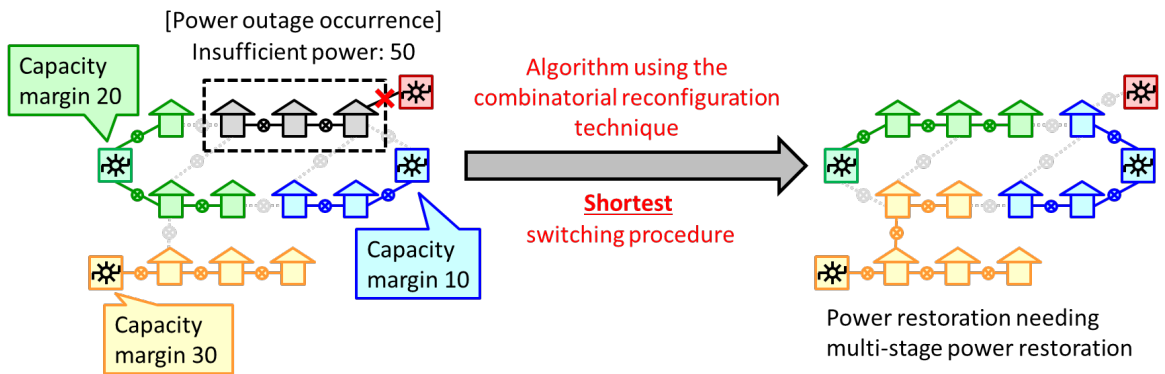 [Power outage occurrence]
Insufficient power: 50
Capacity
margin 20
Capacity
margin 10
Capacity
margin 30
Algorithm using the
combinatorial reconfiguration
technique
Shortest
switching procedure
Power restoration needing
multi-stage power restoration